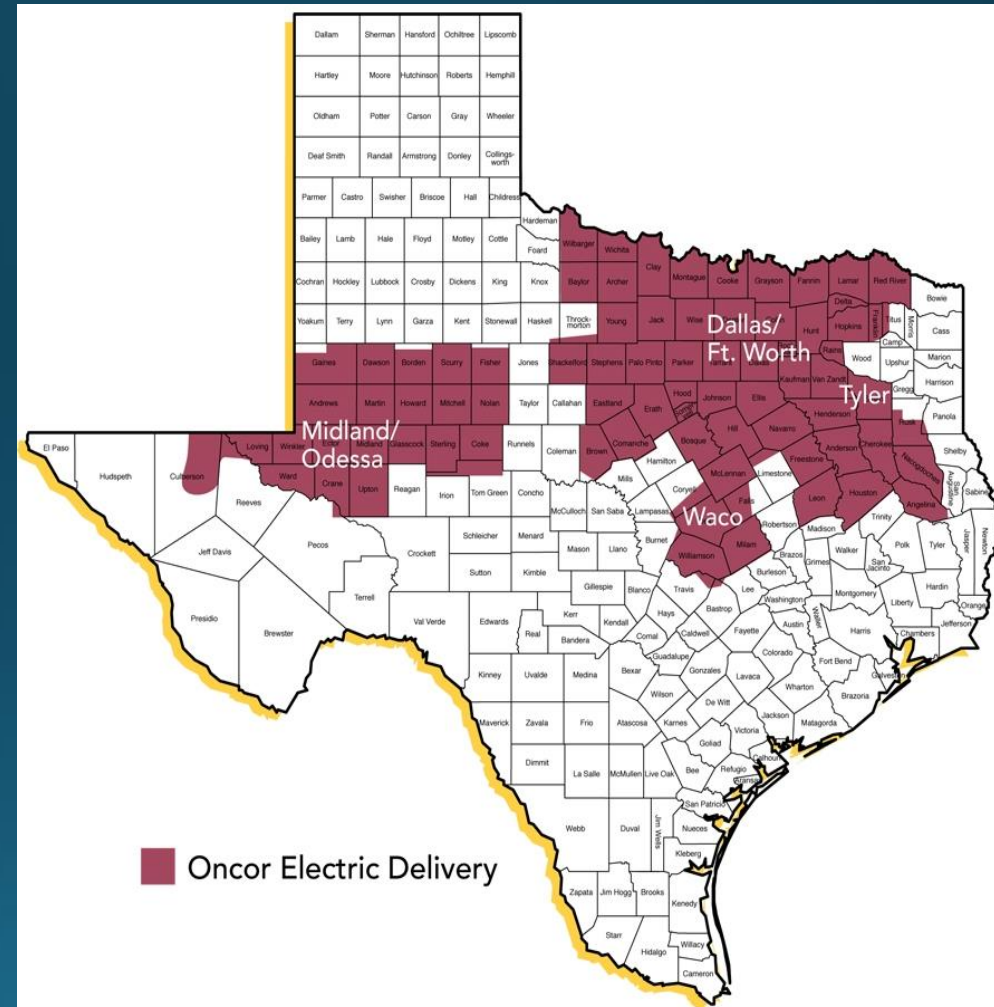 Dallam Sherman Hansford Ochiltree Lipscomb
Hartley Moore Hutchinson Roberts Hemphill
Oldham Potter Carson Gray Wheeler
Deaf Smith Randall Armstrong Donley Collings-
worth
Parmer Castro Swisher Briscoe Hall Childress
Hardeman
Bailey Lamb Hale Floyd Motley Cottle
Foard Wilbarger Wichita
Clay
Cochran Hockley Lubbock Crosby Dickens King Knox Baylor Archer Montague Cooke Grayson Fannin Lamar Red River
Bowie
Delta
Yoakum Terry Lynn Garza Kent Stonewall Haskell Throck-
morton Young Jack Wise
Hunt Hopkins Franklin Titus Morris
Cass
Dallas/
Ft. Worth
Camp
Rains Wood Upshur Marion
Gaines Dawson Borden Scurry Fisher Jones Shackelford Stephens Palo Pinto Parker
Kaufman Van Zandt Gregg Harrison
Tyler
Andrews Martin Howard Mitchell Nolan Taylor Callahan Eastland Erath Hood Johnson Ellis
Henderson Rusk Panola
Hill Navarro
Midland/
Odessa
El Paso Hudspeth Culberson Loving Winkler Ector Midland Glasscock Sterling Coke Runnels Coleman Brown Comanche Bosque
Anderson Cherokee
Shelby
Hamilton Freestone Nacogdoches
Ward Crane Upton Reagan Irion Tom Green Concho Mills Coryell McLennan Limestone
San
Augustine Sabine
Reeves
Leon Houston Angelina
McCulloch San Saba Lampasas Falls
Waco
Robertson Madison Trinity
Burnet Williamson Milam
Jeff Davis Pecos Crockett Schleicher Menard Mason Llano
Brazos Grimes Walker San
Jacinto Polk Tyler Jasper Newton
Sutton Kimble Burleson
Terrell Gillespie Blanco Travis Lee Washington Montgomery Liberty Hardin
Presidio Brewster Val Verde Edwards Kerr Kendall Hays Bastrop
Orange
Real Bandera Comal Caldwell Fayette Austin Waller Harris Jefferson
Chambers
Guadalupe Colorado Fort Bend
Kinney Uvalde Medina Bexar Gonzales Lavaca Wharton Brazoria Galveston
Wilson De Witt
Maverick Zavala Frio Atascosa Karnes Victoria Jackson Matagorda
Goliad
Calhoun
Dimmit La Salle McMullen Live Oak Bee Refugio
Aransas
San Patricio
Webb Duval Jim Wells Nueces
Kleberg
Oncor Electric Delivery
Zapata Jim Hogg Brooks Kenedy
Starr Hidalgo Willacy
Cameron